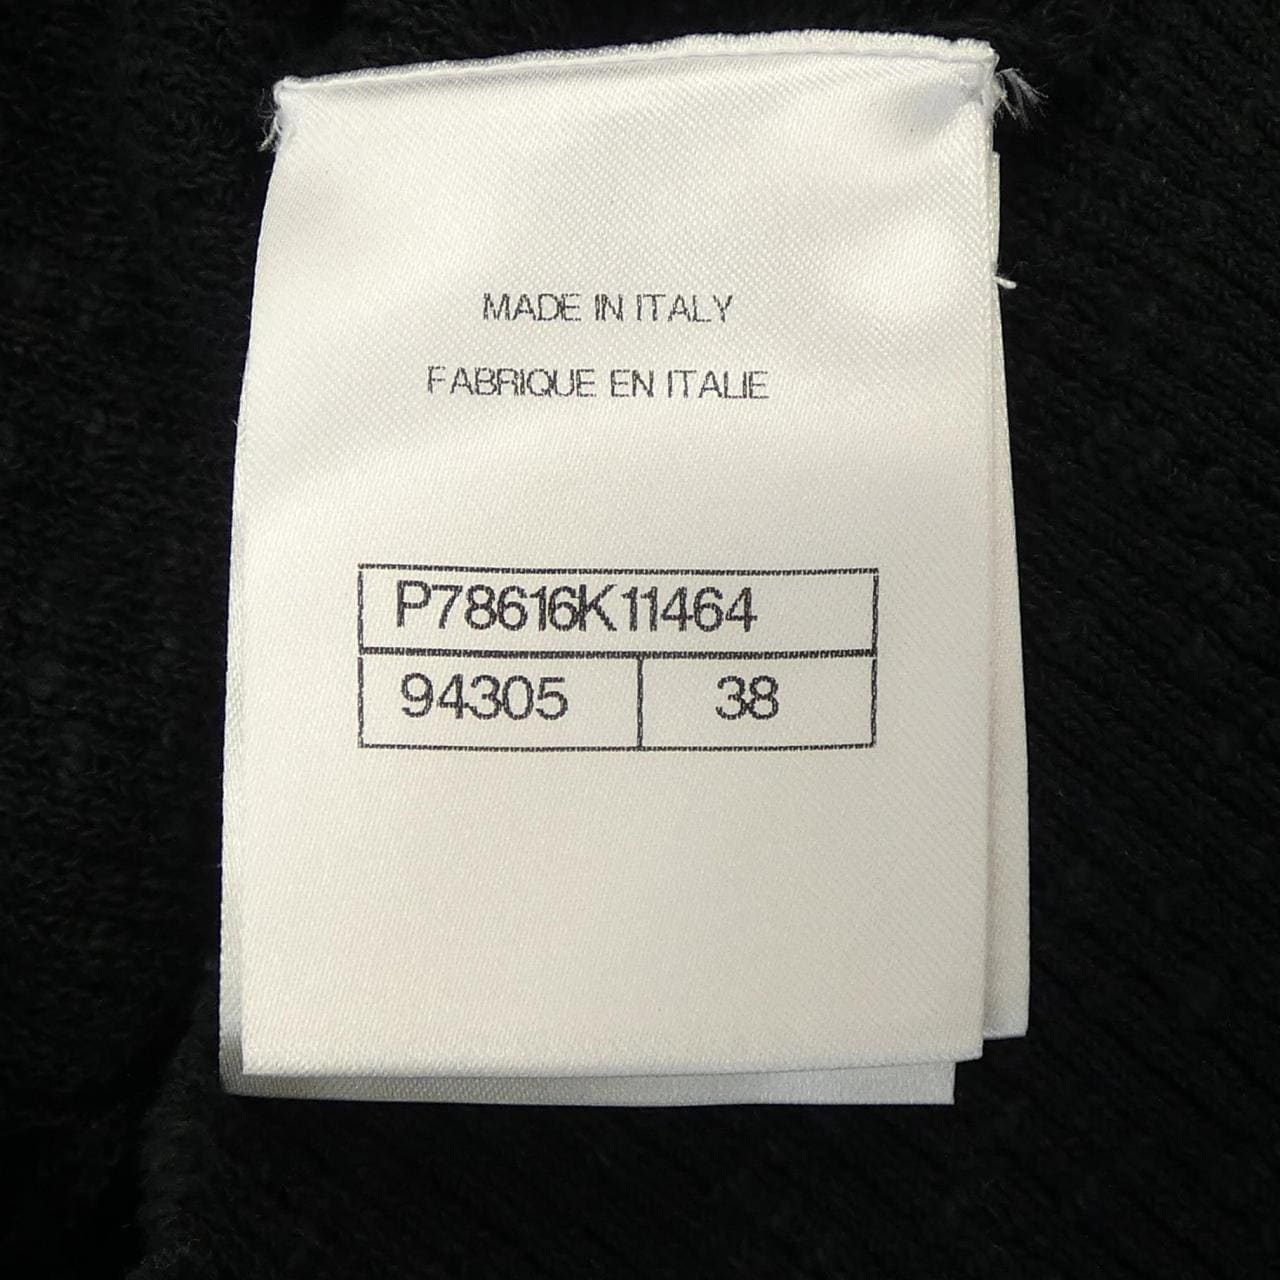 MADE IN ITALY
FABRIQUE EN ITALIE
P78616K11464
94305 38